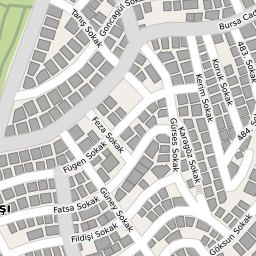 Tanış Sokak
Goncagül Sokak
Bursa Cad
483. Sokak
Koruk Sokak
Kerim Sokak
Karagöz Sokak
Gürses Sokak
484. So
Feza Sokak
Fügen Sokak
Güney Sokak
Fatsa Sokak
Fildişi Sokak
Göksun Sokak